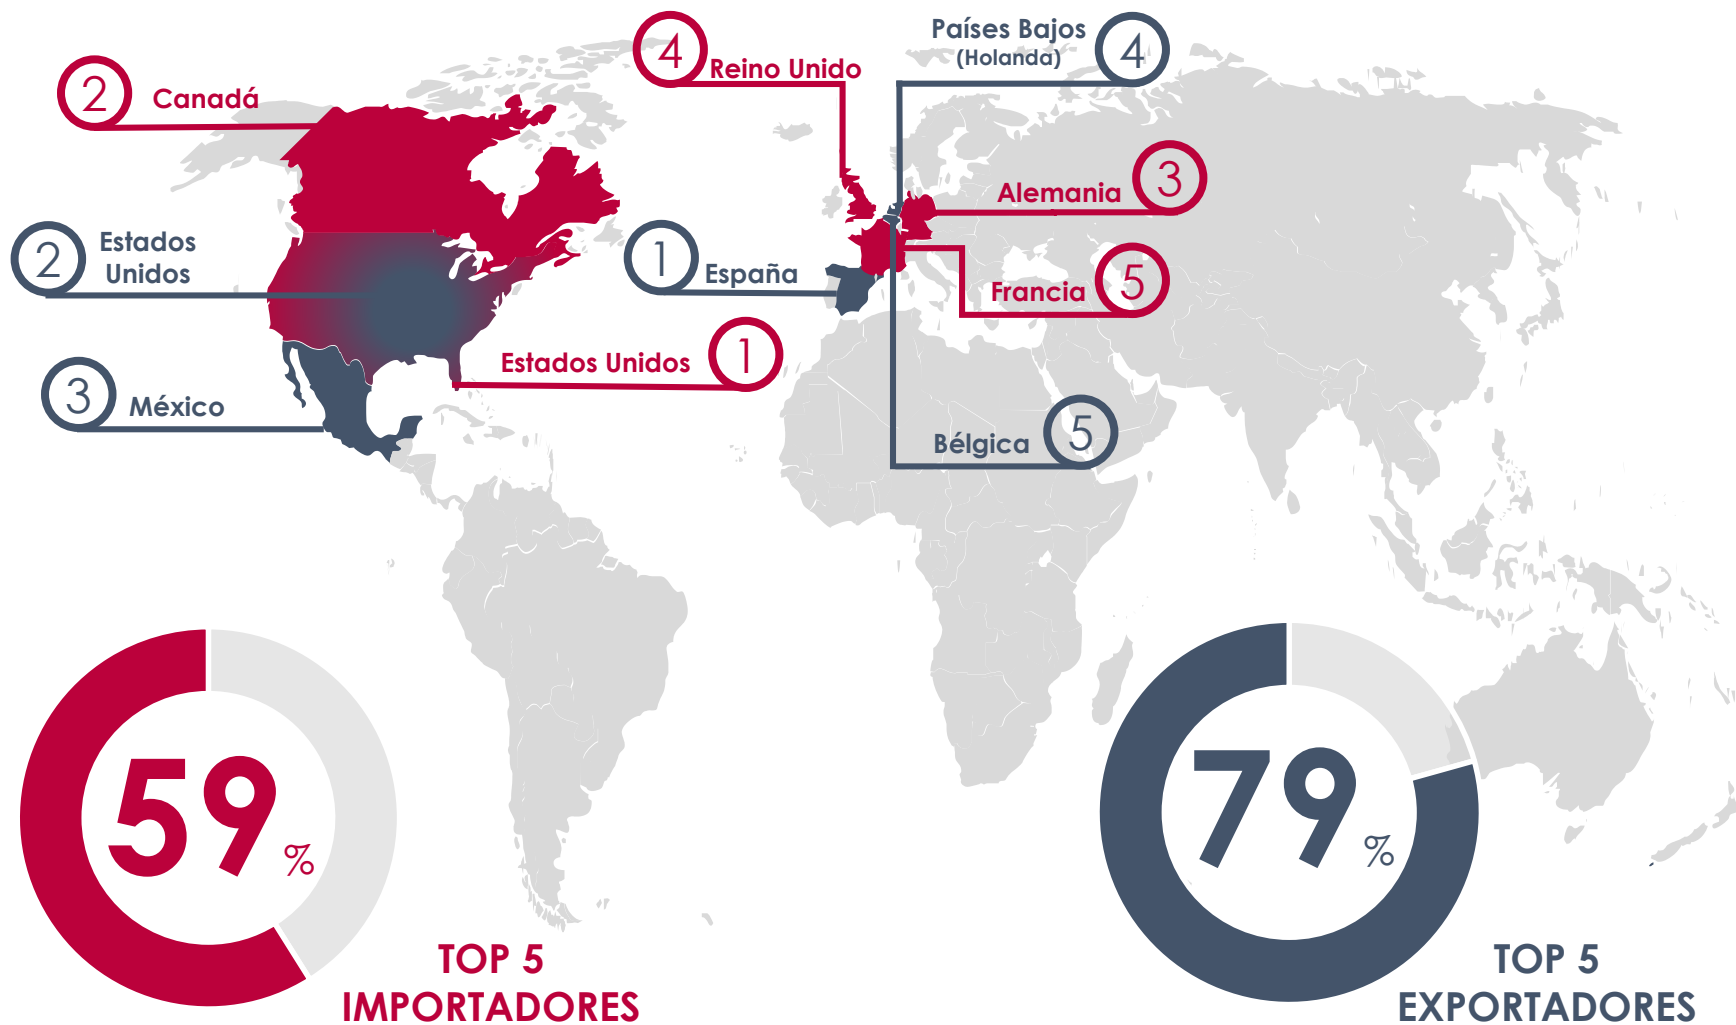 4
Reino Unido
Países Bajos
(Holanda)
4
2
Canadá
Alemania
3
2
Estados
Unidos
1
España
Francia
5
Estados Unidos
1
3
México
Bélgica
5
59
%
TOP 5
IMPORTADORES
79
%
TOP 5
EXPORTADORES